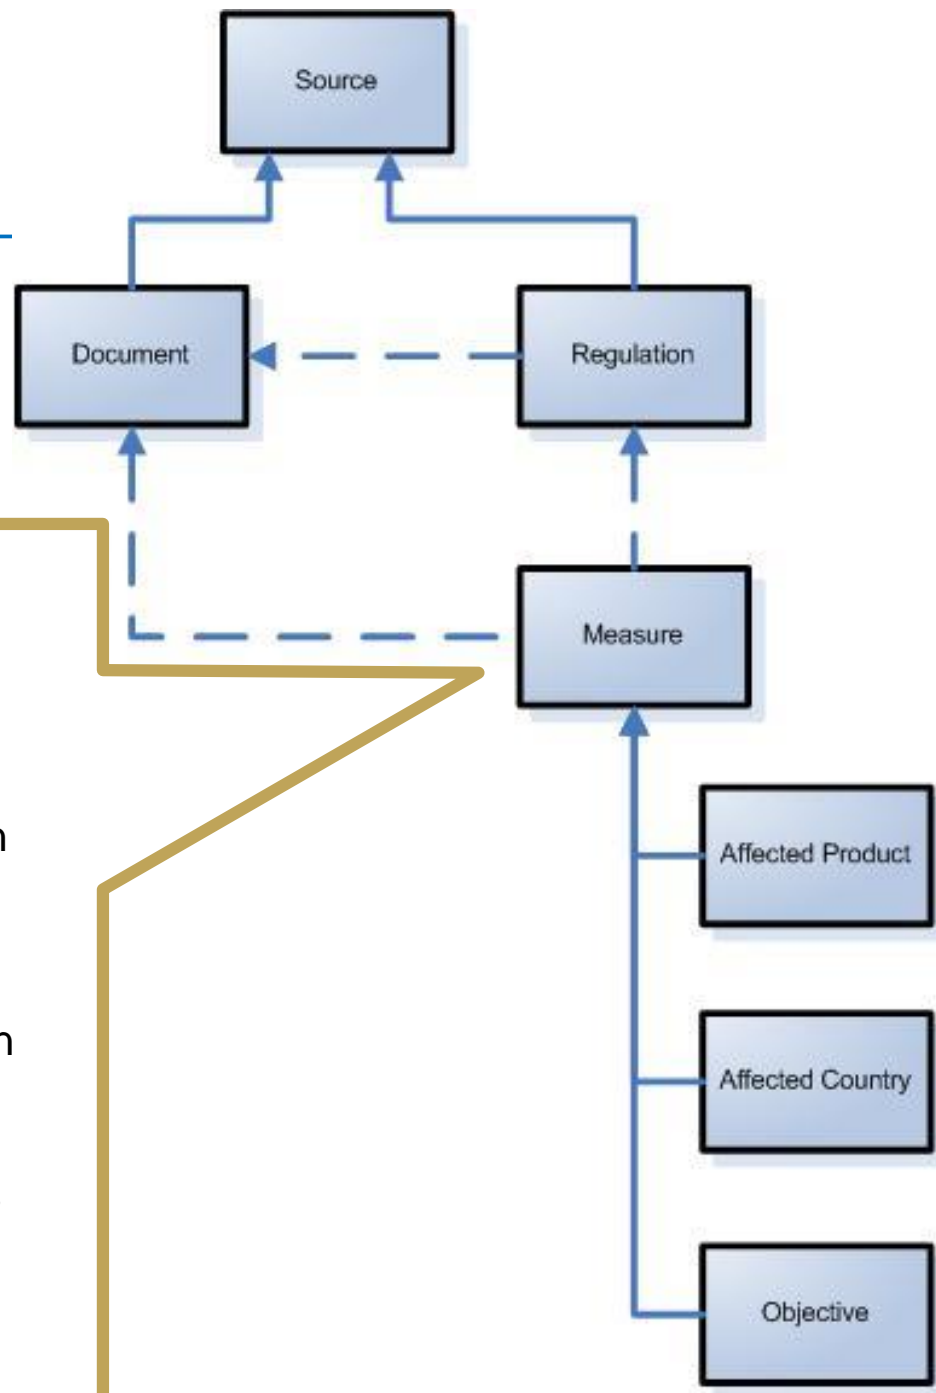 Source
Document
Regulation
Measure
Affected Product
Affected Country
Objective